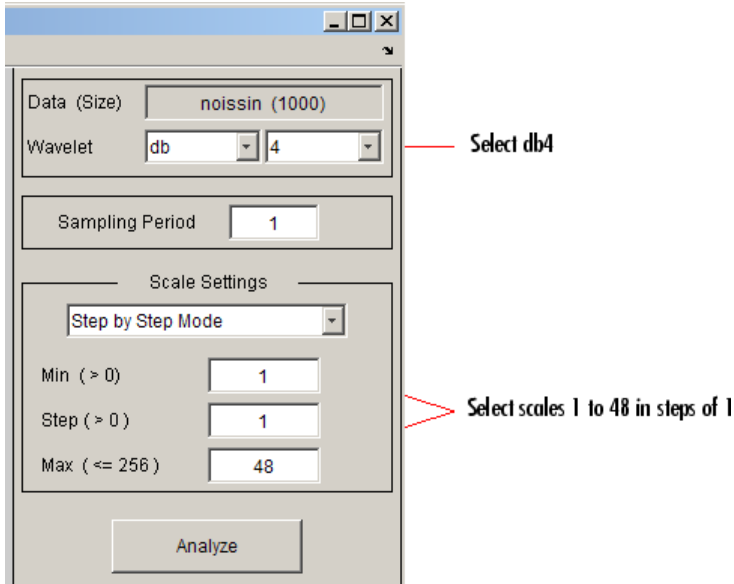 Data (Size) noissin (1000)
Wavelet db 4
Select db4
Sampling Period 1
Scale Settings
Step by Step Mode
Min ( > 0) 1
Step ( > 0 ) 1
Select scales 1 to 48 in steps of 1
Max ( <= 256 ) 48
Analyze